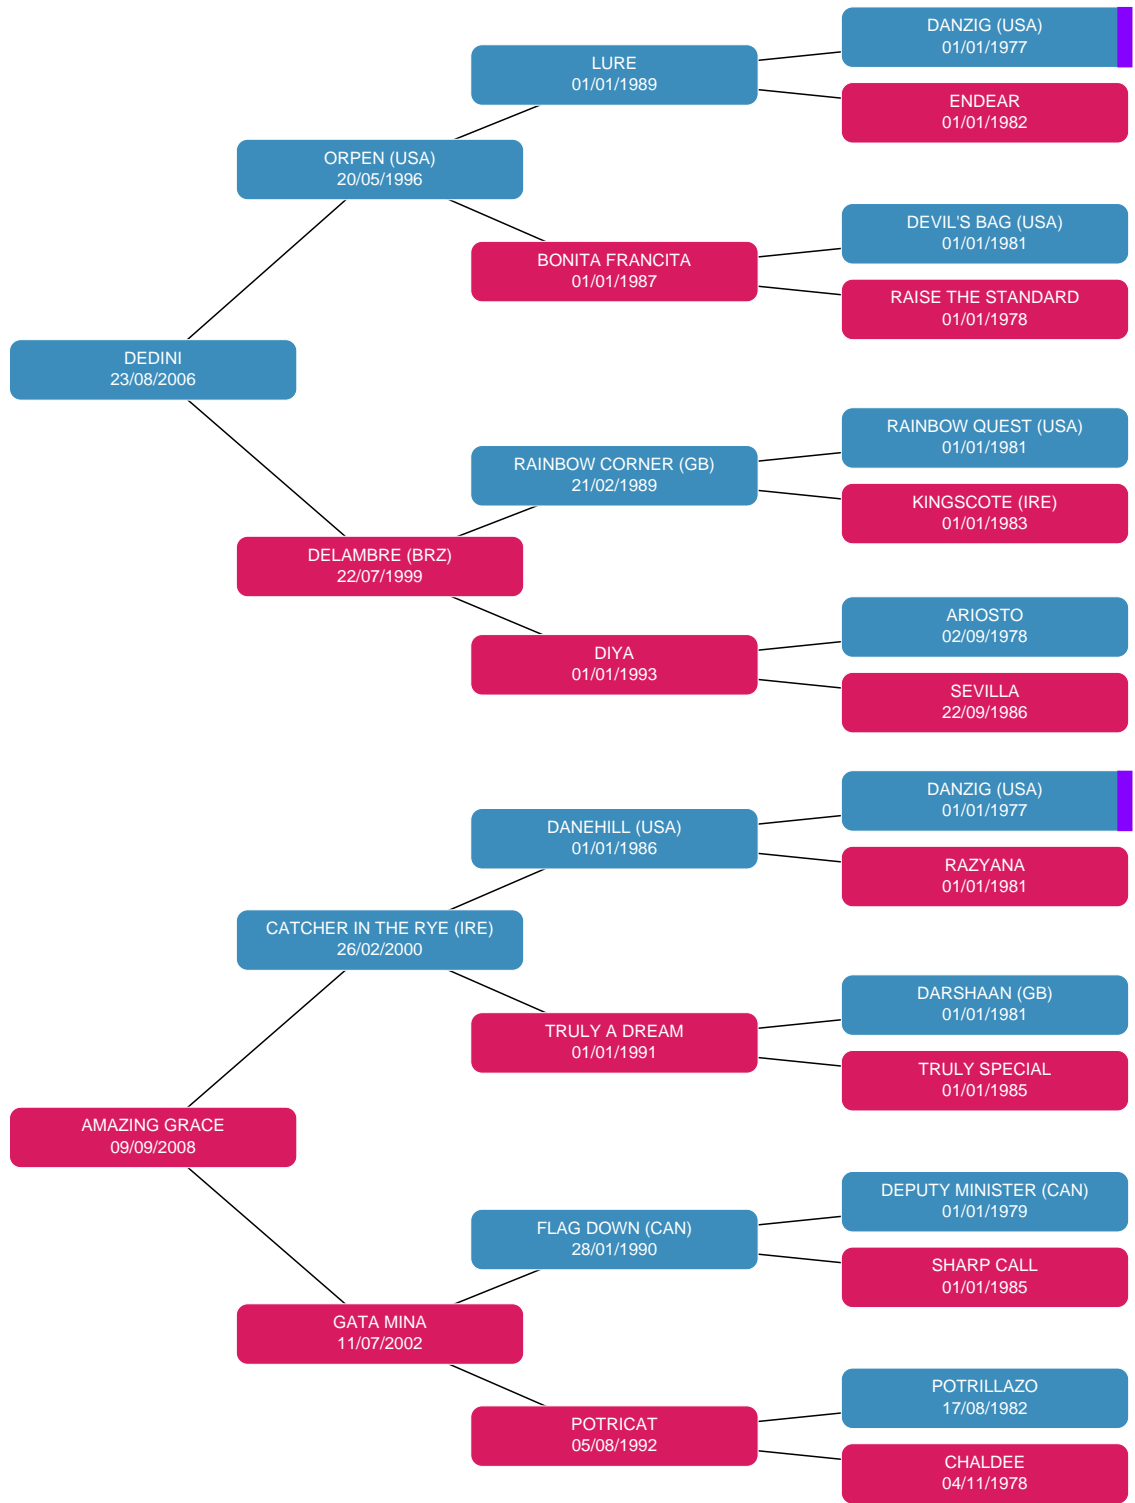 DANZIG (USA)
01/01/1977
LURE
01/01/1989
ENDEAR
01/01/1982
ORPEN (USA)
20/05/1996
DEVIL'S BAG (USA)
01/01/1981
BONITA FRANCITA
01/01/1987
RAISE THE STANDARD
01/01/1978
DEDINI
23/08/2006
RAINBOW QUEST (USA)
01/01/1981
RAINBOW CORNER (GB)
21/02/1989
KINGSCOTE (IRE)
01/01/1983
DELAMBRE (BRZ)
22/07/1999
ARIOSTO
02/09/1978
DIYA
01/01/1993
SEVILLA
22/09/1986
DANZIG (USA)
01/01/1977
DANEHILL (USA)
01/01/1986
RAZYANA
01/01/1981
CATCHER IN THE RYE (IRE)
26/02/2000
DARSHAAN (GB)
01/01/1981
TRULY A DREAM
01/01/1991
TRULY SPECIAL
01/01/1985
AMAZING GRACE
09/09/2008
DEPUTY MINISTER (CAN)
01/01/1979
FLAG DOWN (CAN)
28/01/1990
SHARP CALL
01/01/1985
GATA MINA
11/07/2002
POTRILLAZO
17/08/1982
POTRICAT
05/08/1992
CHALDEE
04/11/1978